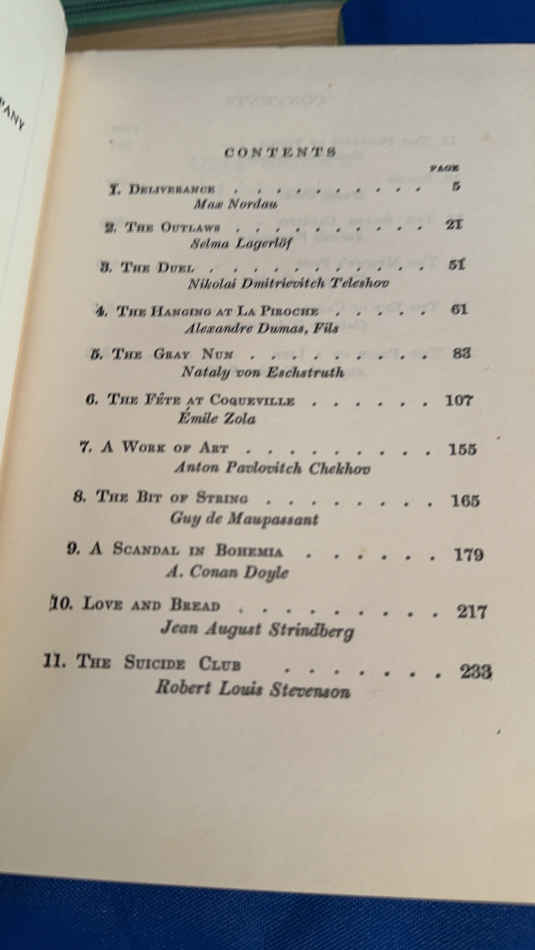 PANY
CONTENTS
PAGE
1. DELIVERANCE . . . . . . . . . . 5
Max Nordau
2. THE OUTLAWS . . . . . . . . . . 21
Selma Lagerlöf
3. THE DUEL . . . . . . . . . . . 51
Nikolai Dmitrievitch Teleshov
4. THE HANGING AT LA PIROCHE . . . . . 61
Alexandre Dumas, Fils
5. THE GRAY NUN . . . . . . . . . 83
Nataly von Eschstruth
6. THE FÊTE AT COQUEVILLE . . . . . . 107
Émile Zola
7. A WORK OF ART . . . . . . . . . 155
Anton Pavlovitch Chekhov
8. THE BIT OF STRING . . . . . . . . 165
Guy de Maupassant
9. A SCANDAL IN BOHEMIA . . . . . . 179
A. Conan Doyle
10. LOVE AND BREAD . . . . . . . . . 217
Jean August Strindberg
11. THE SUICIDE CLUB . . . . . . . 233
Robert Louis Stevenson